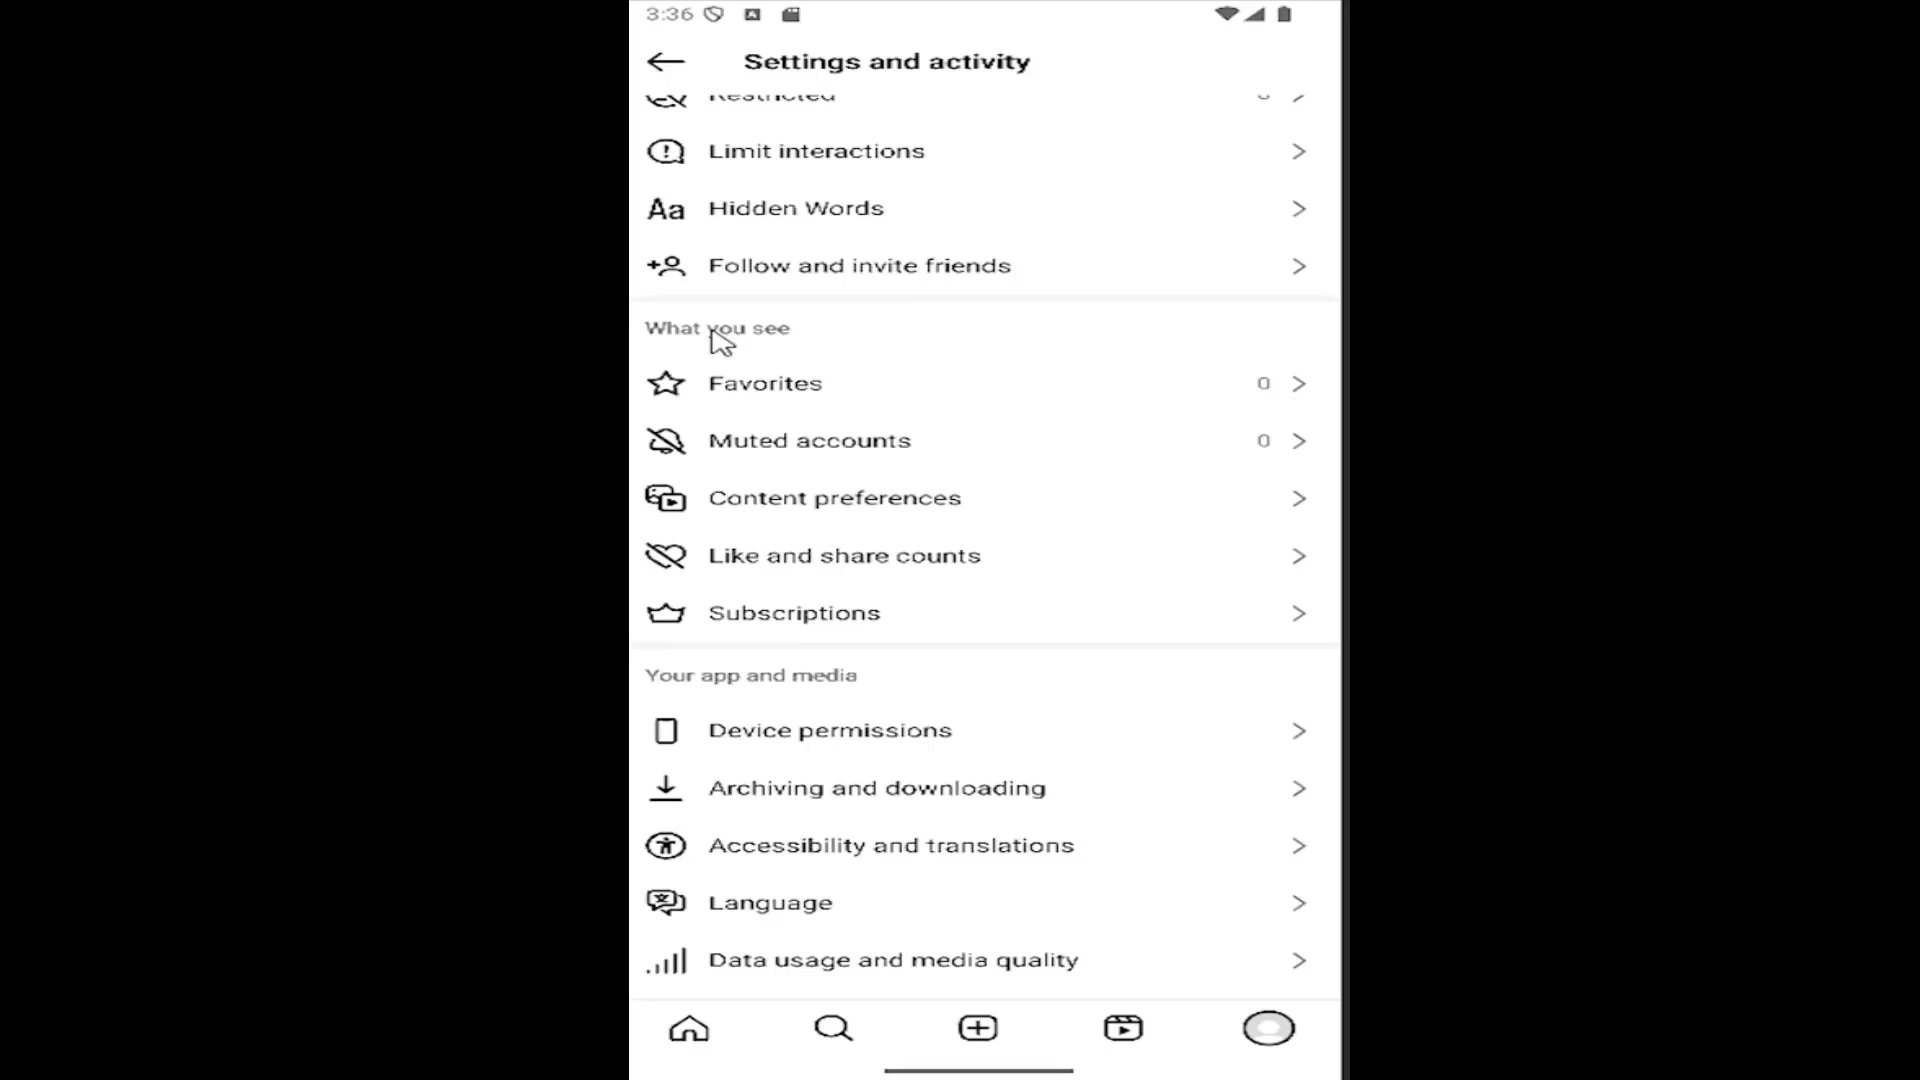 3:36
Settings and activity
Restricted
Limit interactions
Aa Hidden Words
Follow and invite friends
What you see
Favorites 0
Muted accounts 0
Content preferences
Like and share counts
Subscriptions
Your app and media
Device permissions
Archiving and downloading
Accessibility and translations
Language
Data usage and media quality